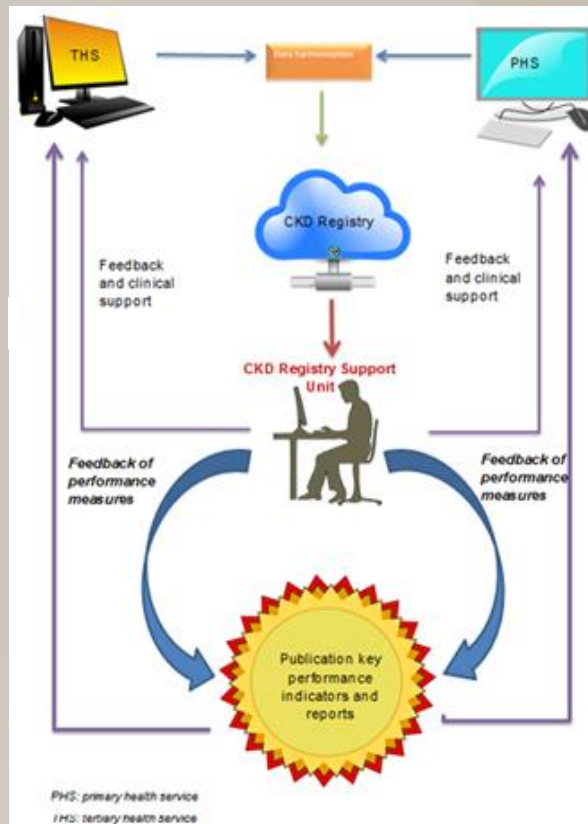 THS
Data harmonisation
PHS
CKD Registry
Feedback
and clinical
support
Feedback
and clinical
support
CKD Registry Support
Unit
Feedback of
performance
measures
Feedback of
performance
measures
Publication key
performance
indicators and
reports
PHS: primary health service
THS: tertiary health service